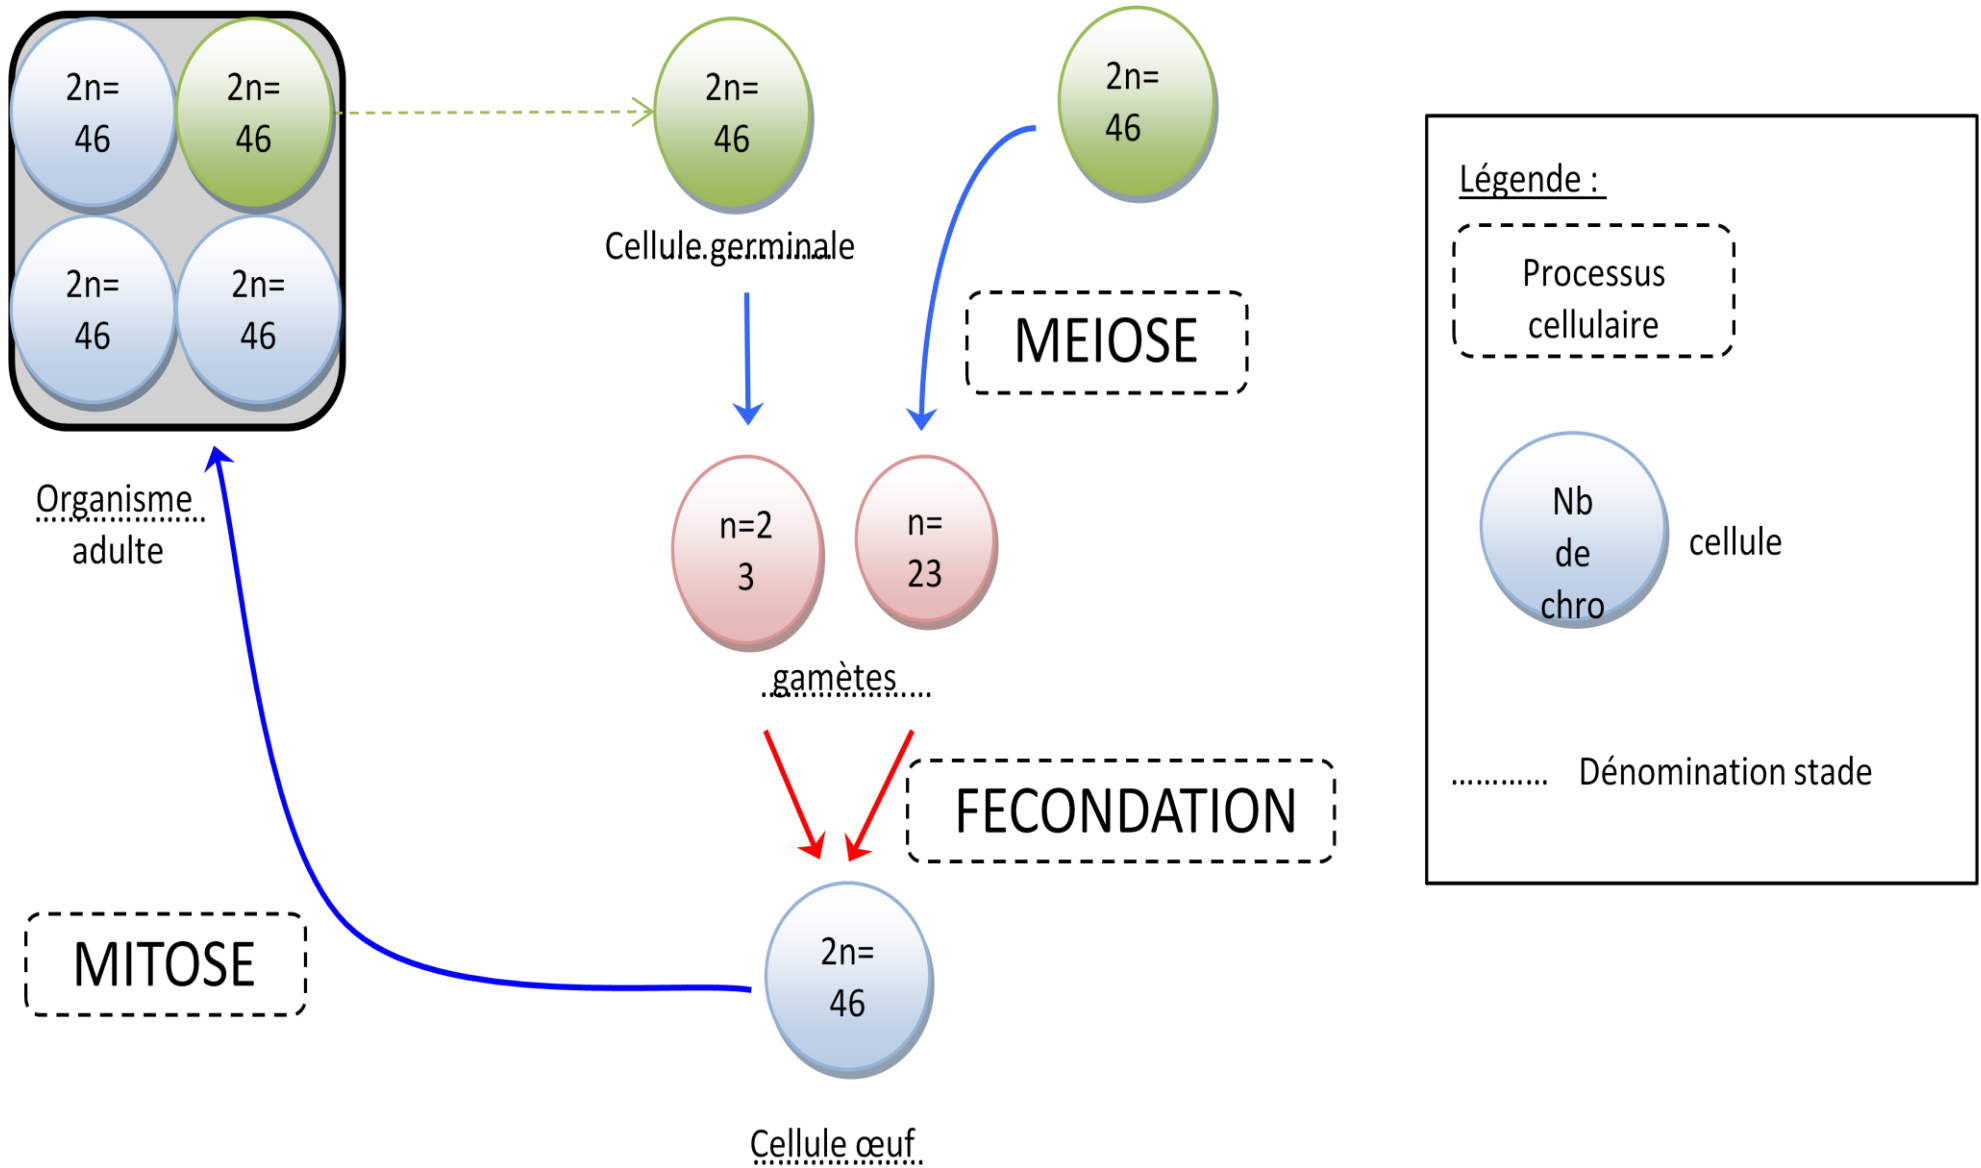 2n=
46
2n=
46
2n=
46
2n=
46
Organisme
adulte
2n=
46
Cellule germinale
2n=
46
MEIOSE
n=2
3
n=
23
gamètes
FECONDATION
MITOSE
2n=
46
Cellule œuf
Légende :
Processus
cellulaire
Nb
de
chro
cellule
............ Dénomination stade